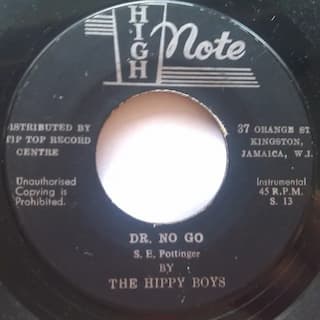 HIGH Note
DISTRIBUTED BY
TIP TOP RECORD
CENTRE
37 ORANGE ST.
KINGSTON,
JAMAICA, W.I.
Unauthorised
Copying is
Prohibited.
Instrumental
45 R.P.M.
S. 13
DR. NO GO
S. E. Pottinger
BY
THE HIPPY BOYS